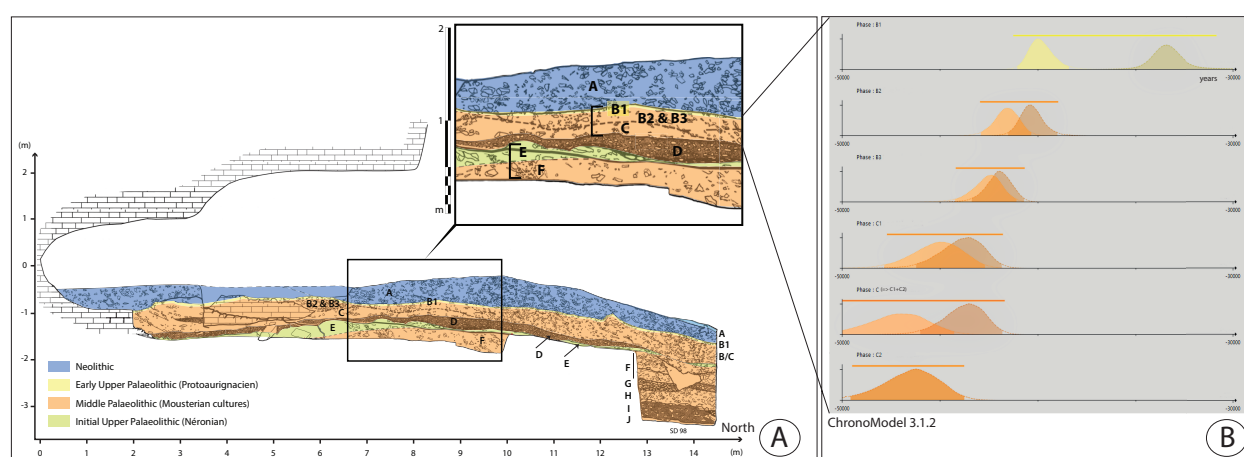 2
1
m
A
B1
B2 & B3
C
D
E
F
(m)
2
1
0
-1
-2
-3
A
B2 & B3
B1
C
D
E
F
D
E
A
B1
B/C
F
G
H
I
J
SD 98
North
Neolithic
Early Upper Palaeolithic (Protoaurignacien)
Middle Palaeolithic (Mousterian cultures)
Initial Upper Palaeolithic (Néronian)
0 1 2 3 4 5 6 7 8 9 10 11 12 13 14 (m)
A
Phase : B1
years
-50000 -30000
Phase : B2
-50000 -30000
Phase : B3
-50000 -30000
Phase : C1
-50000 -30000
Phase : C (<> C1+C2)
-50000 -30000
Phase : C2
-50000 -30000
ChronoModel 3.1.2
B